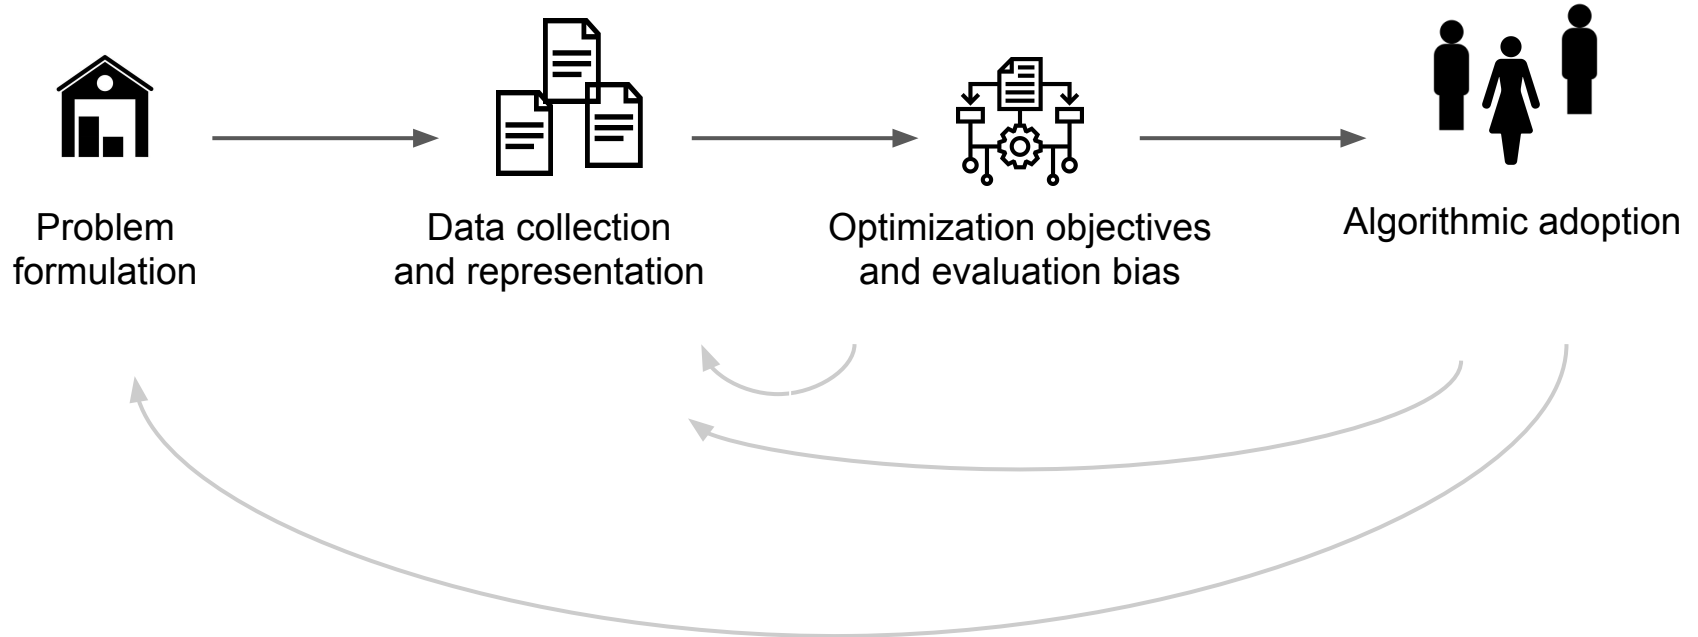 Problem
formulation
Data collection
and representation
Optimization objectives
and evaluation bias
Algorithmic adoption